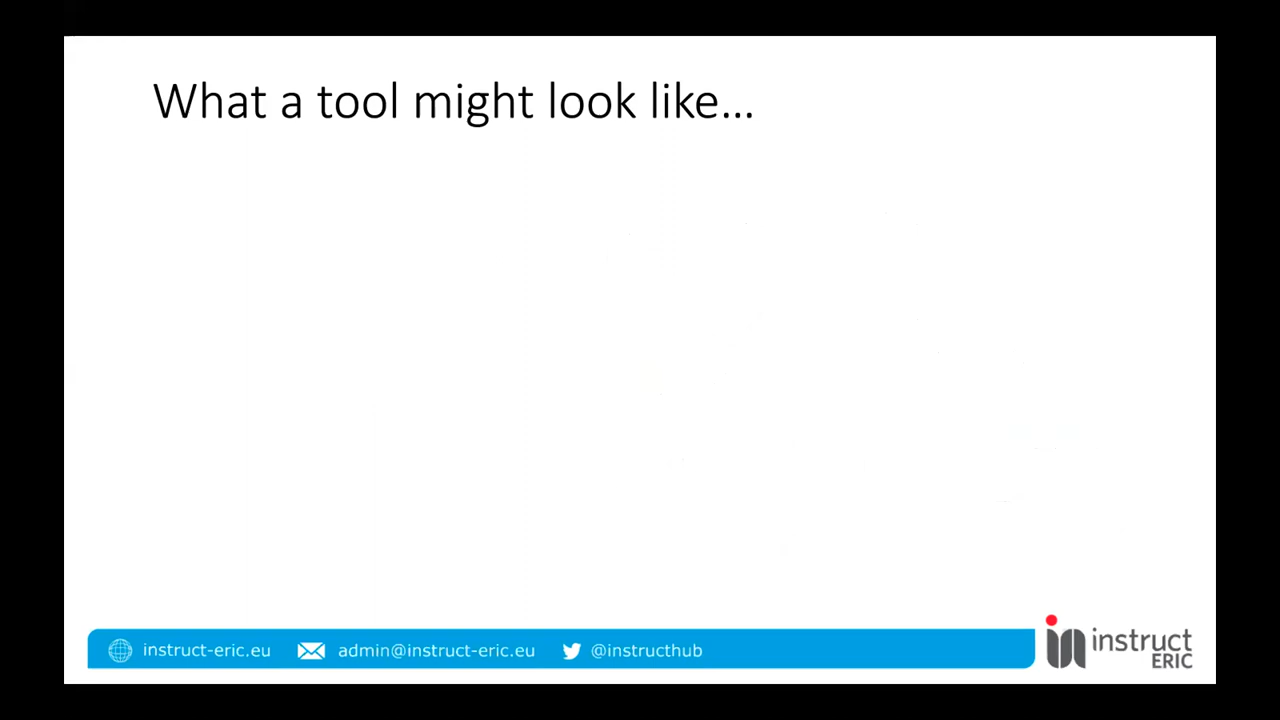 What a tool might look like...
instruct-eric.eu admin@instruct-eric.eu @instructhub
instruct
ERIC